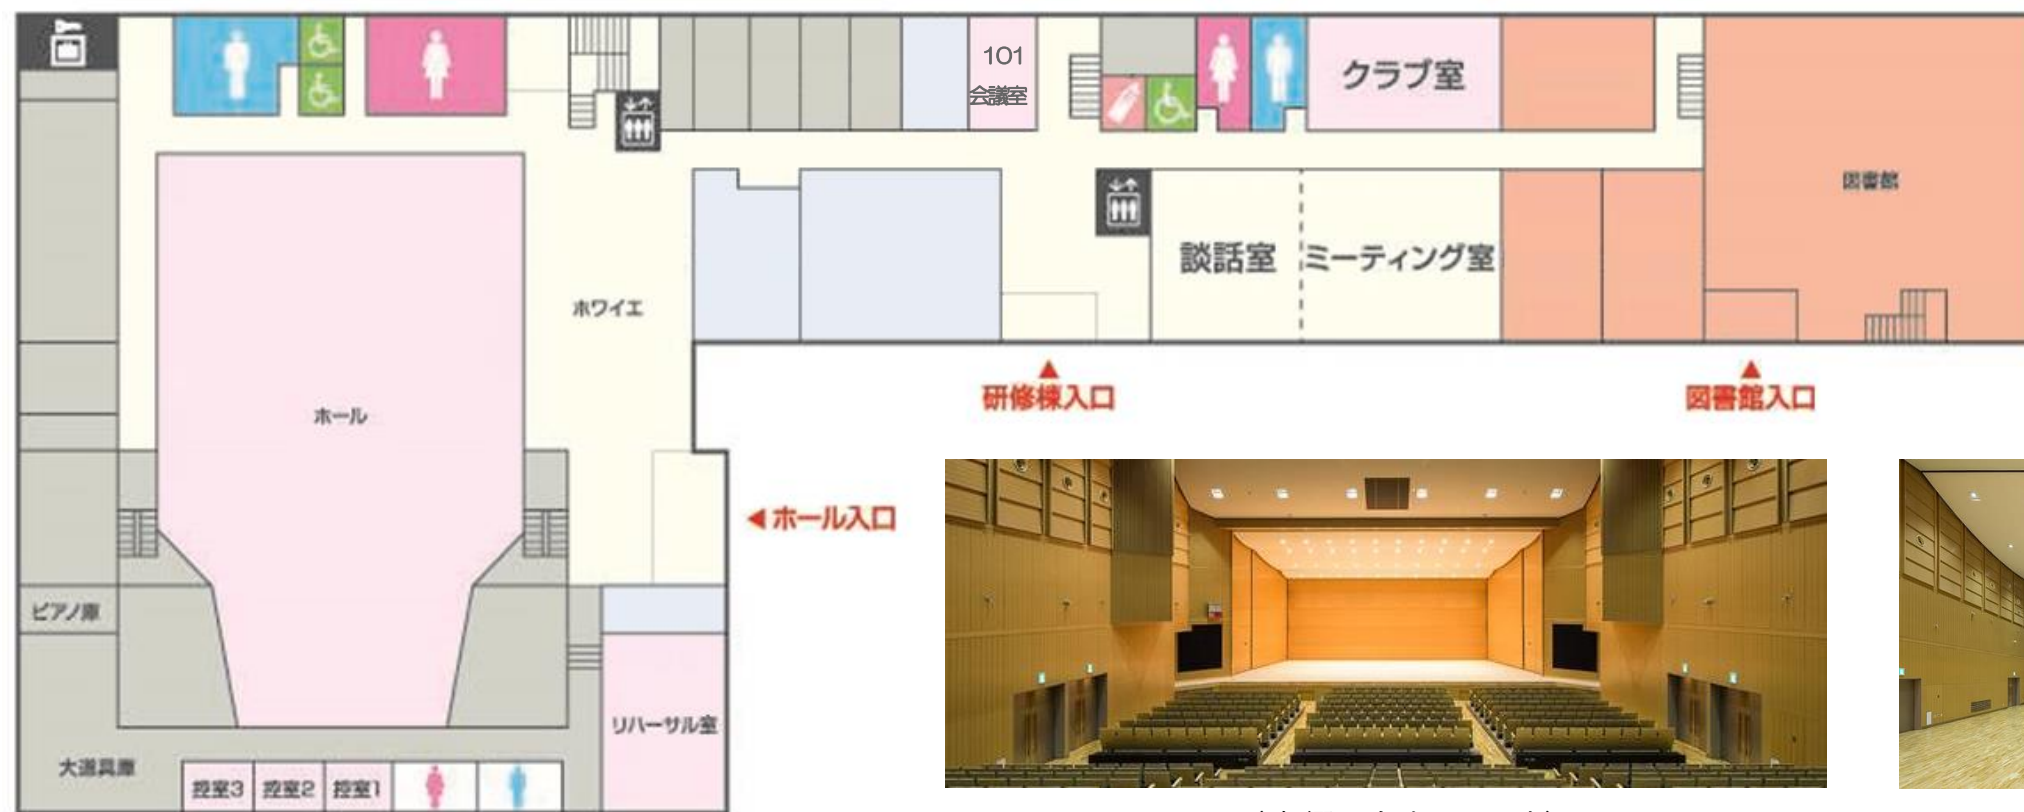 101
会議室
クラブ室
図書館
談話室
ミーティング室
ホワイエ
研修棟入口
図書館入口
ホール
ホール入口
ピアノ庫
リハーサル室
大道具庫
控室3
控室2
控室1